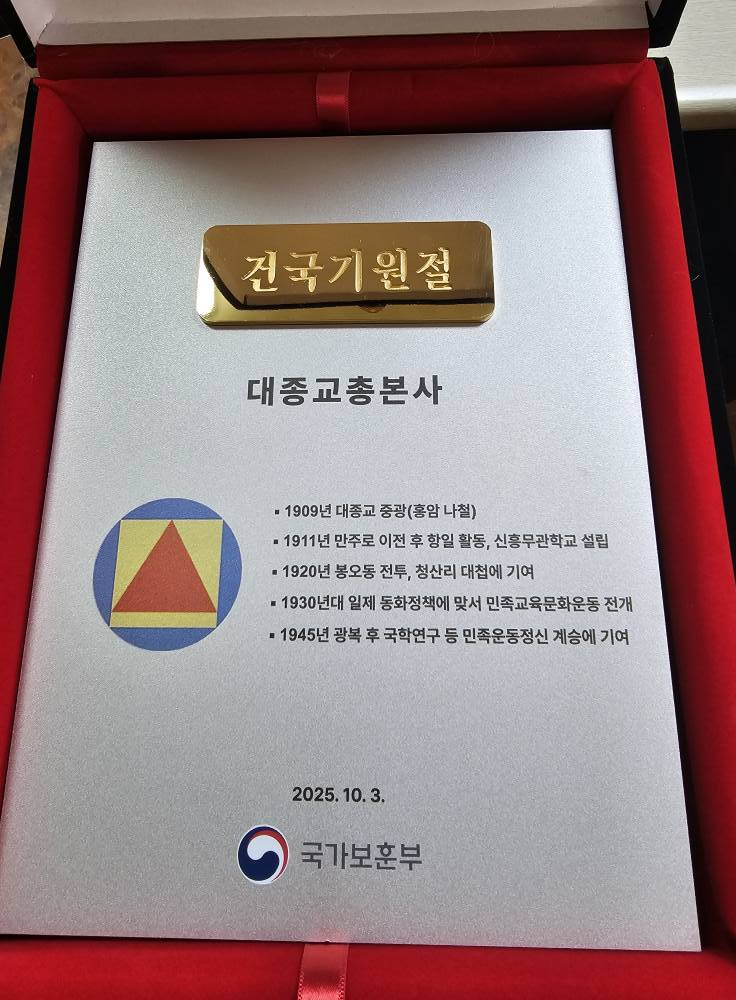 건국기원절
대종교총본사
▪ 1909년 대종교 중광(홍암 나철)
▪ 1911년 만주로 이전 후 항일 활동, 신흥무관학교 설립
▪ 1920년 봉오동 전투, 청산리 대첩에 기여
▪ 1930년대 일제 동화정책에 맞서 민족교육문화운동 전개
▪ 1945년 광복 후 국학연구 등 민족운동정신 계승에 기여
2025. 10. 3.
국가보훈부